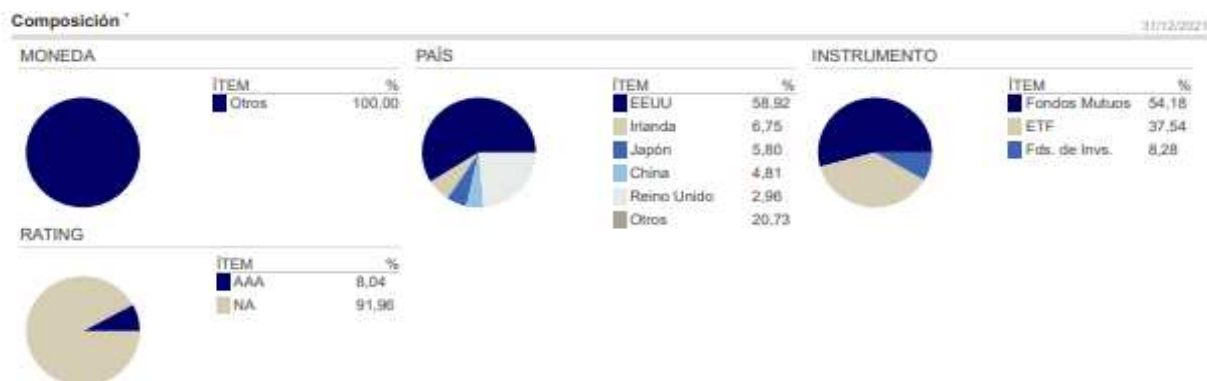 Composición *
31/12/2021
MONEDA
ÍTEM %
Otros 100,00
PAÍS
ÍTEM %
EEUU 58,92
Irlanda 6,75
Japón 5,80
China 4,81
Reino Unido 2,96
Otros 20,73
INSTRUMENTO
ÍTEM %
Fondos Mutuos 54,18
ETF 37,54
Fds. de Invs. 8,28
RATING
ÍTEM %
AAA 8,04
NA 91,96